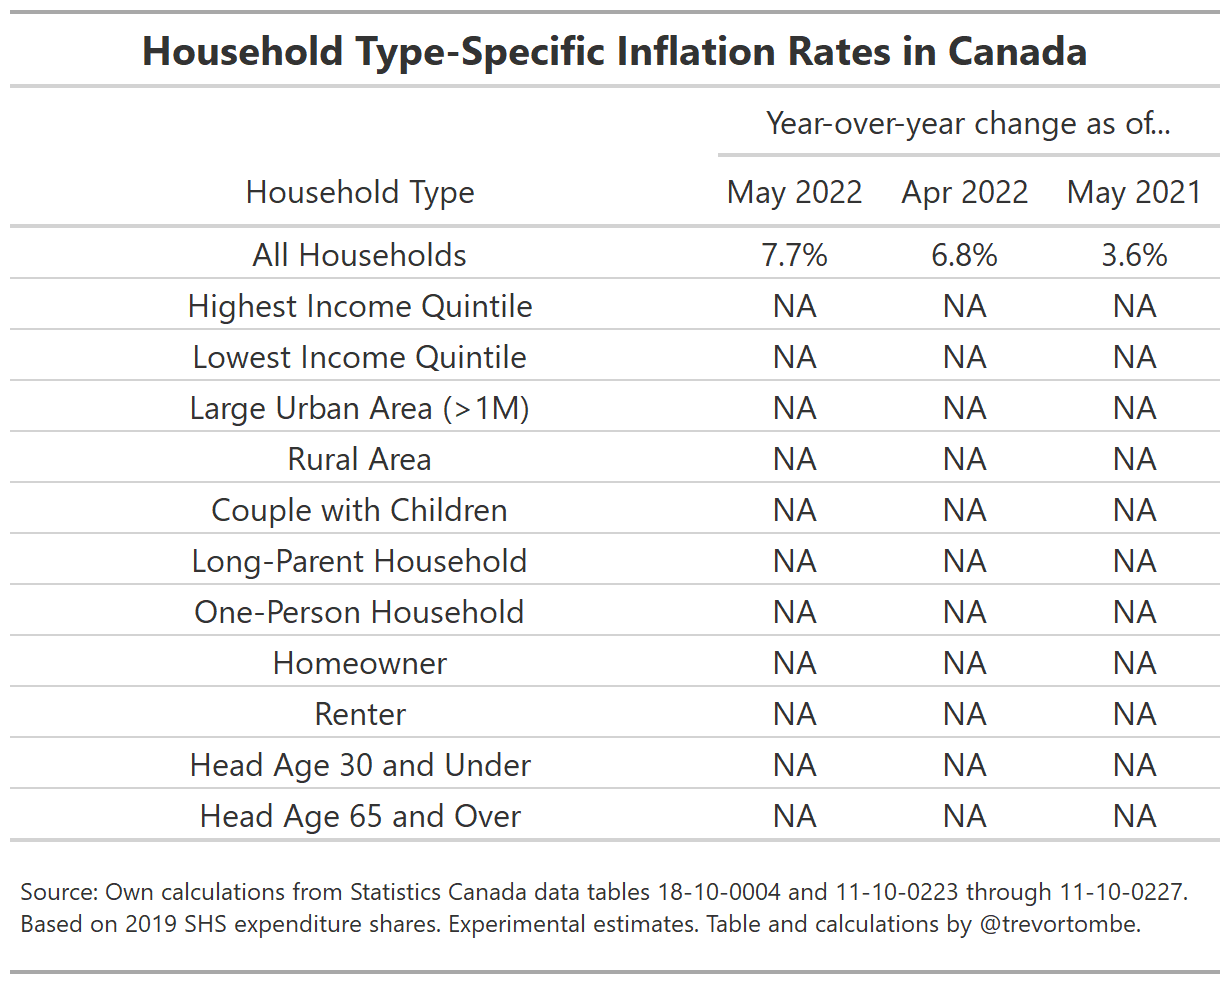 Household Type-Specific Inflation Rates in Canada
Year-over-year change as of...
Household Type May 2022 Apr 2022 May 2021
All Households 7.7% 6.8% 3.6%
Highest Income Quintile NA NA NA
Lowest Income Quintile NA NA NA
Large Urban Area (>1M) NA NA NA
Rural Area NA NA NA
Couple with Children NA NA NA
Long-Parent Household NA NA NA
One-Person Household NA NA NA
Homeowner NA NA NA
Renter NA NA NA
Head Age 30 and Under NA NA NA
Head Age 65 and Over NA NA NA
Source: Own calculations from Statistics Canada data tables 18-10-0004 and 11-10-0223 through 11-10-0227.
Based on 2019 SHS expenditure shares. Experimental estimates. Table and calculations by @trevortombe.